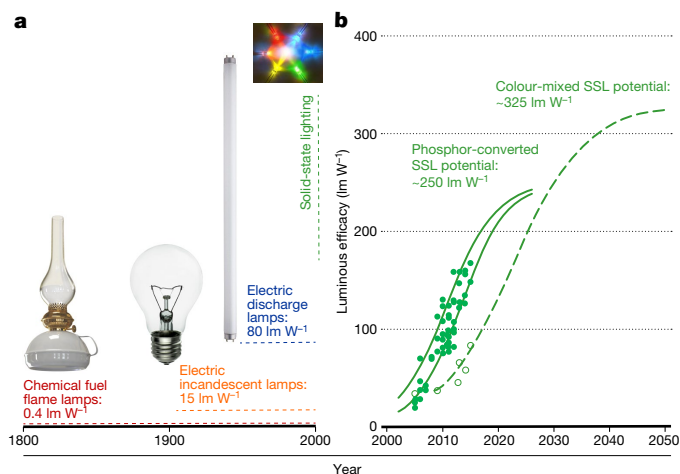 a
Solid-state lighting
Electric
discharge
lamps:
80 lm W⁻¹
Electric
incandescent lamps:
15 lm W⁻¹
Chemical fuel
flame lamps:
0.4 lm W⁻¹
1800
1900
2000
b
Luminous efficacy (lm W⁻¹)
400
300
200
100
0
Colour-mixed SSL potential:
~325 lm W⁻¹
Phosphor-converted
SSL potential:
~250 lm W⁻¹
2000
2010
2020
2030
2040
2050
Year